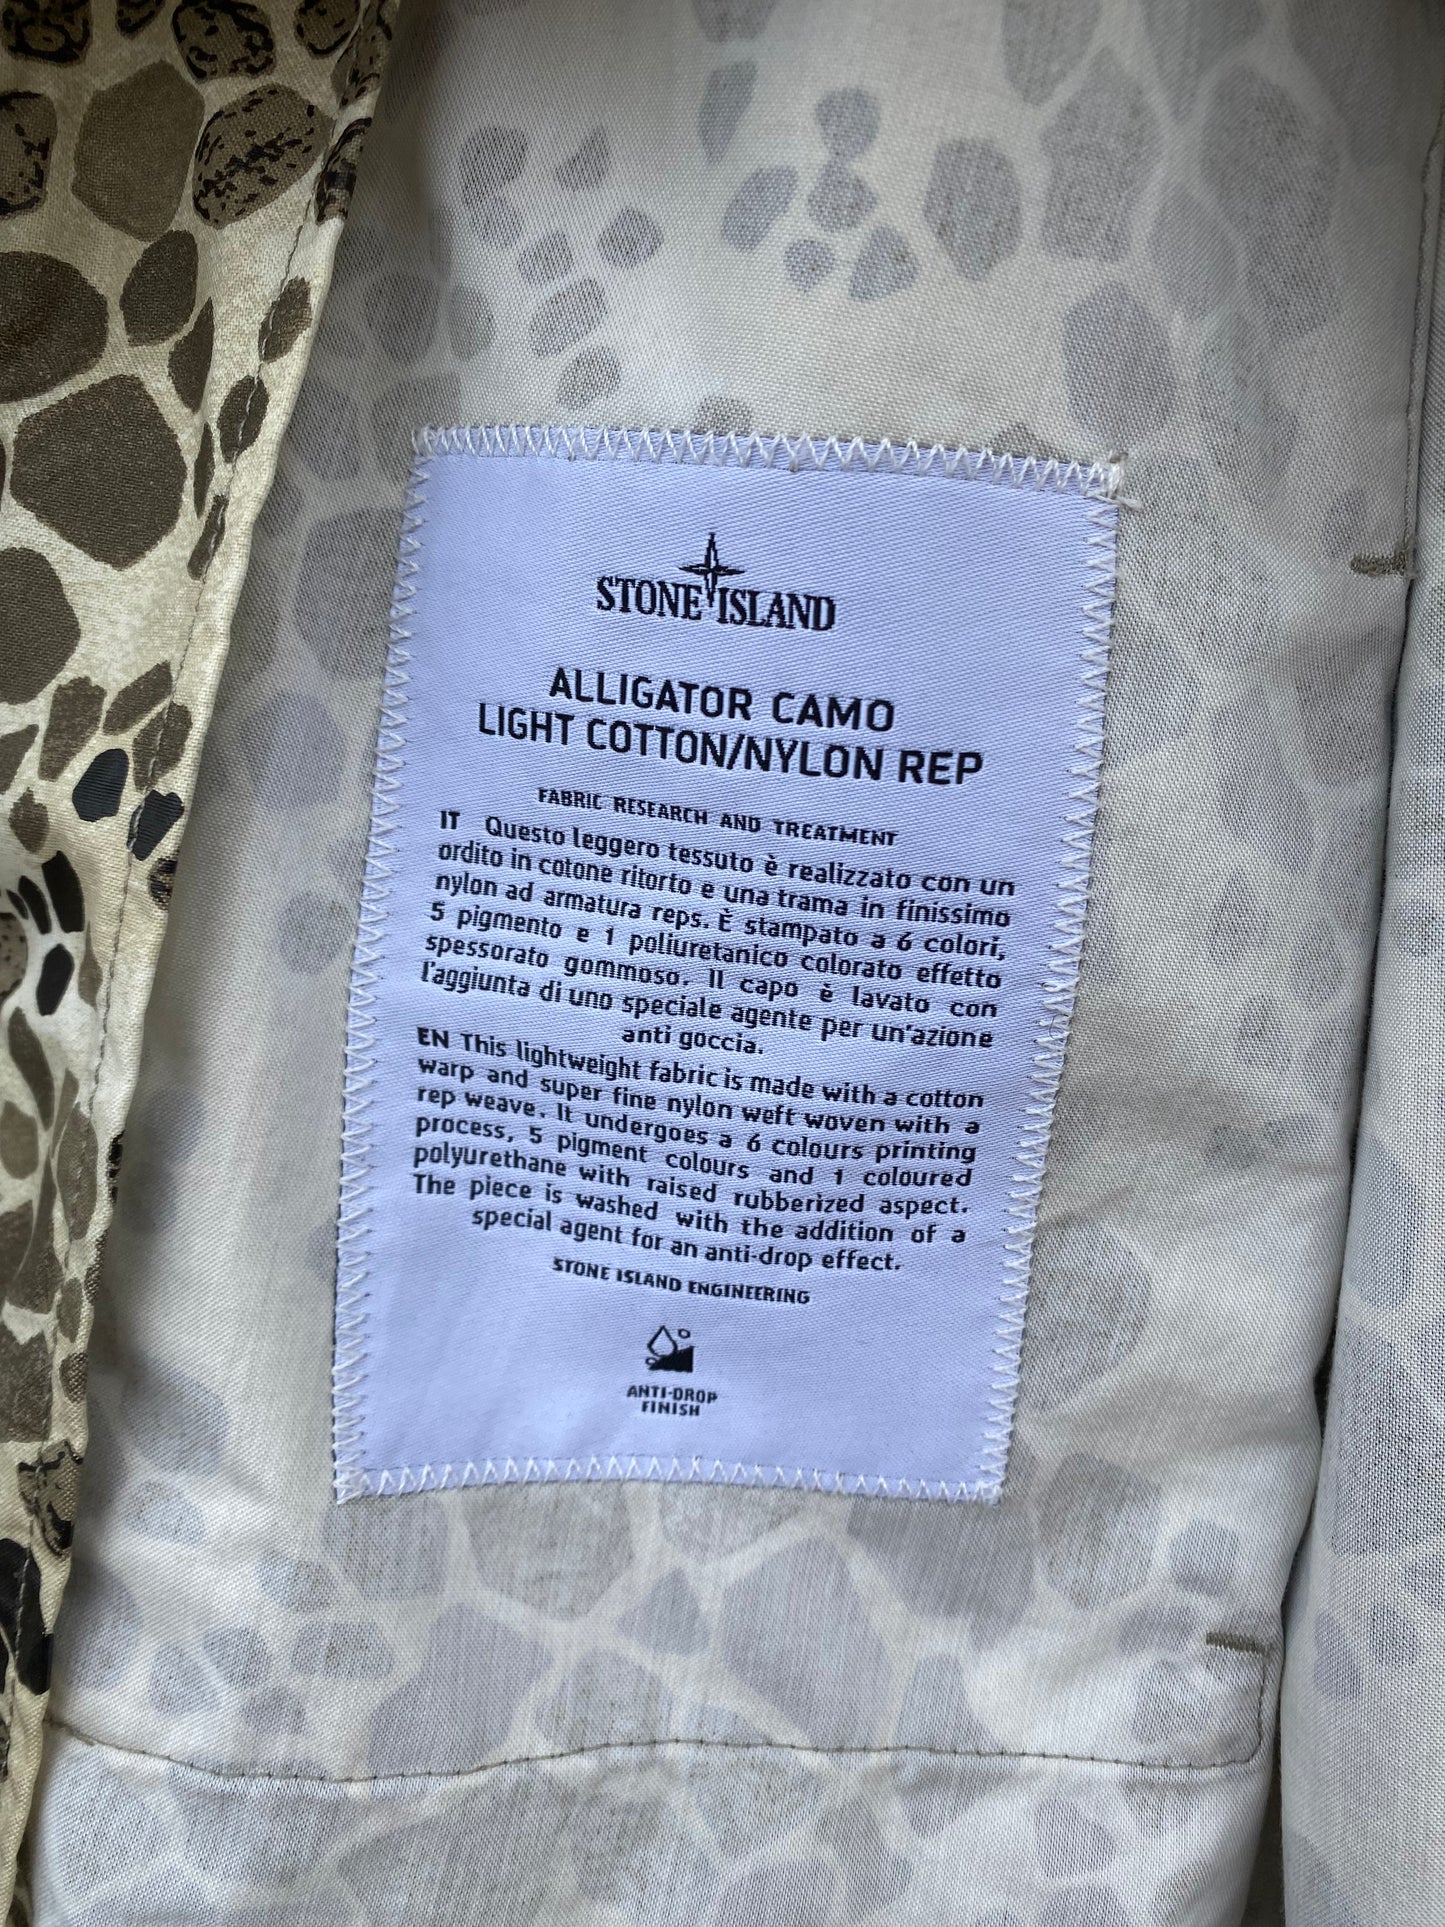 STONE ISLAND
ALLIGATOR CAMO
LIGHT COTTON/NYLON REP
FABRIC RESEARCH AND TREATMENT
IT Questo leggero tessuto è realizzato con un
ordito in cotone ritorto e una trama in finissimo
nylon ad armatura reps. È stampato a 6 colori,
5 pigmento e 1 poliuretanico colorato effetto
spessorato gommoso. Il capo è lavato con
l'aggiunta di uno speciale agente per un'azione
anti goccia.
EN This lightweight fabric is made with a cotton
warp and super fine nylon weft woven with a
rep weave. It undergoes a 6 colours printing
process, 5 pigment colours and 1 coloured
polyurethane with raised rubberized aspect.
The piece is washed with the addition of a
special agent for an anti-drop effect.
STONE ISLAND ENGINEERING
ANTI-DROP
FINISH